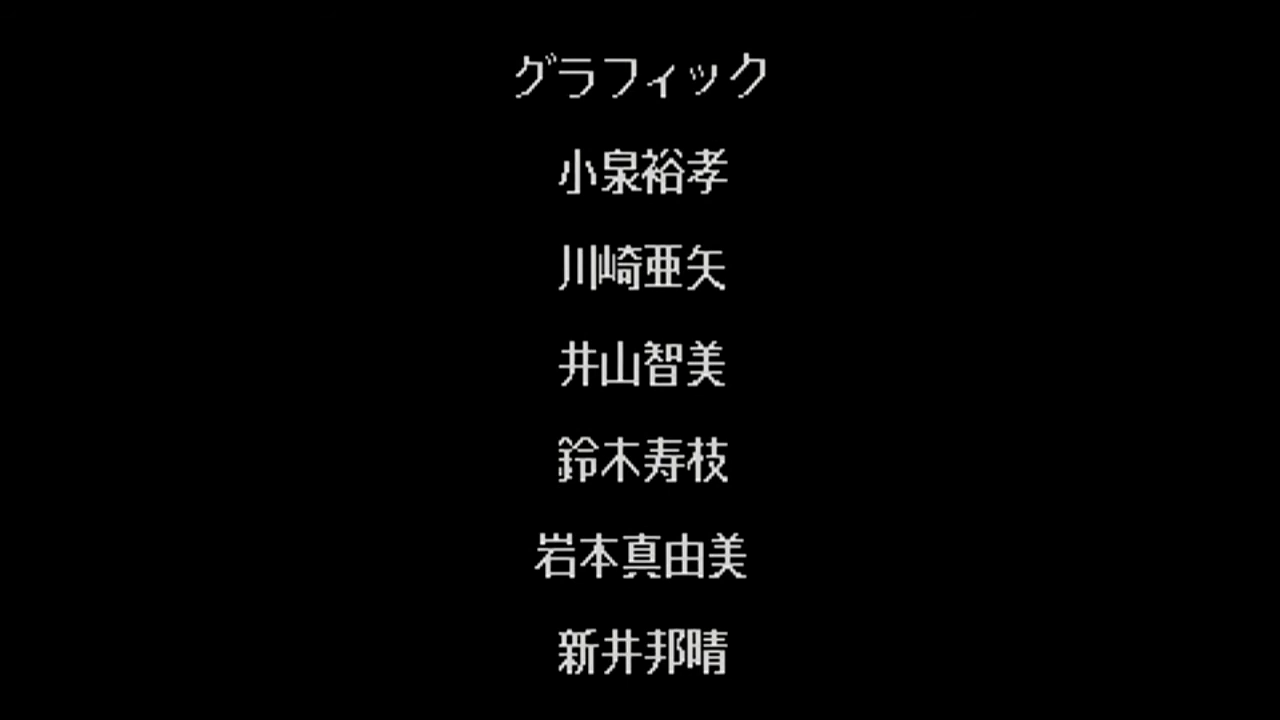 グラフィック
小泉裕孝
川崎亜矢
井山智美
鈴木寿枝
岩本真由美
新井邦晴